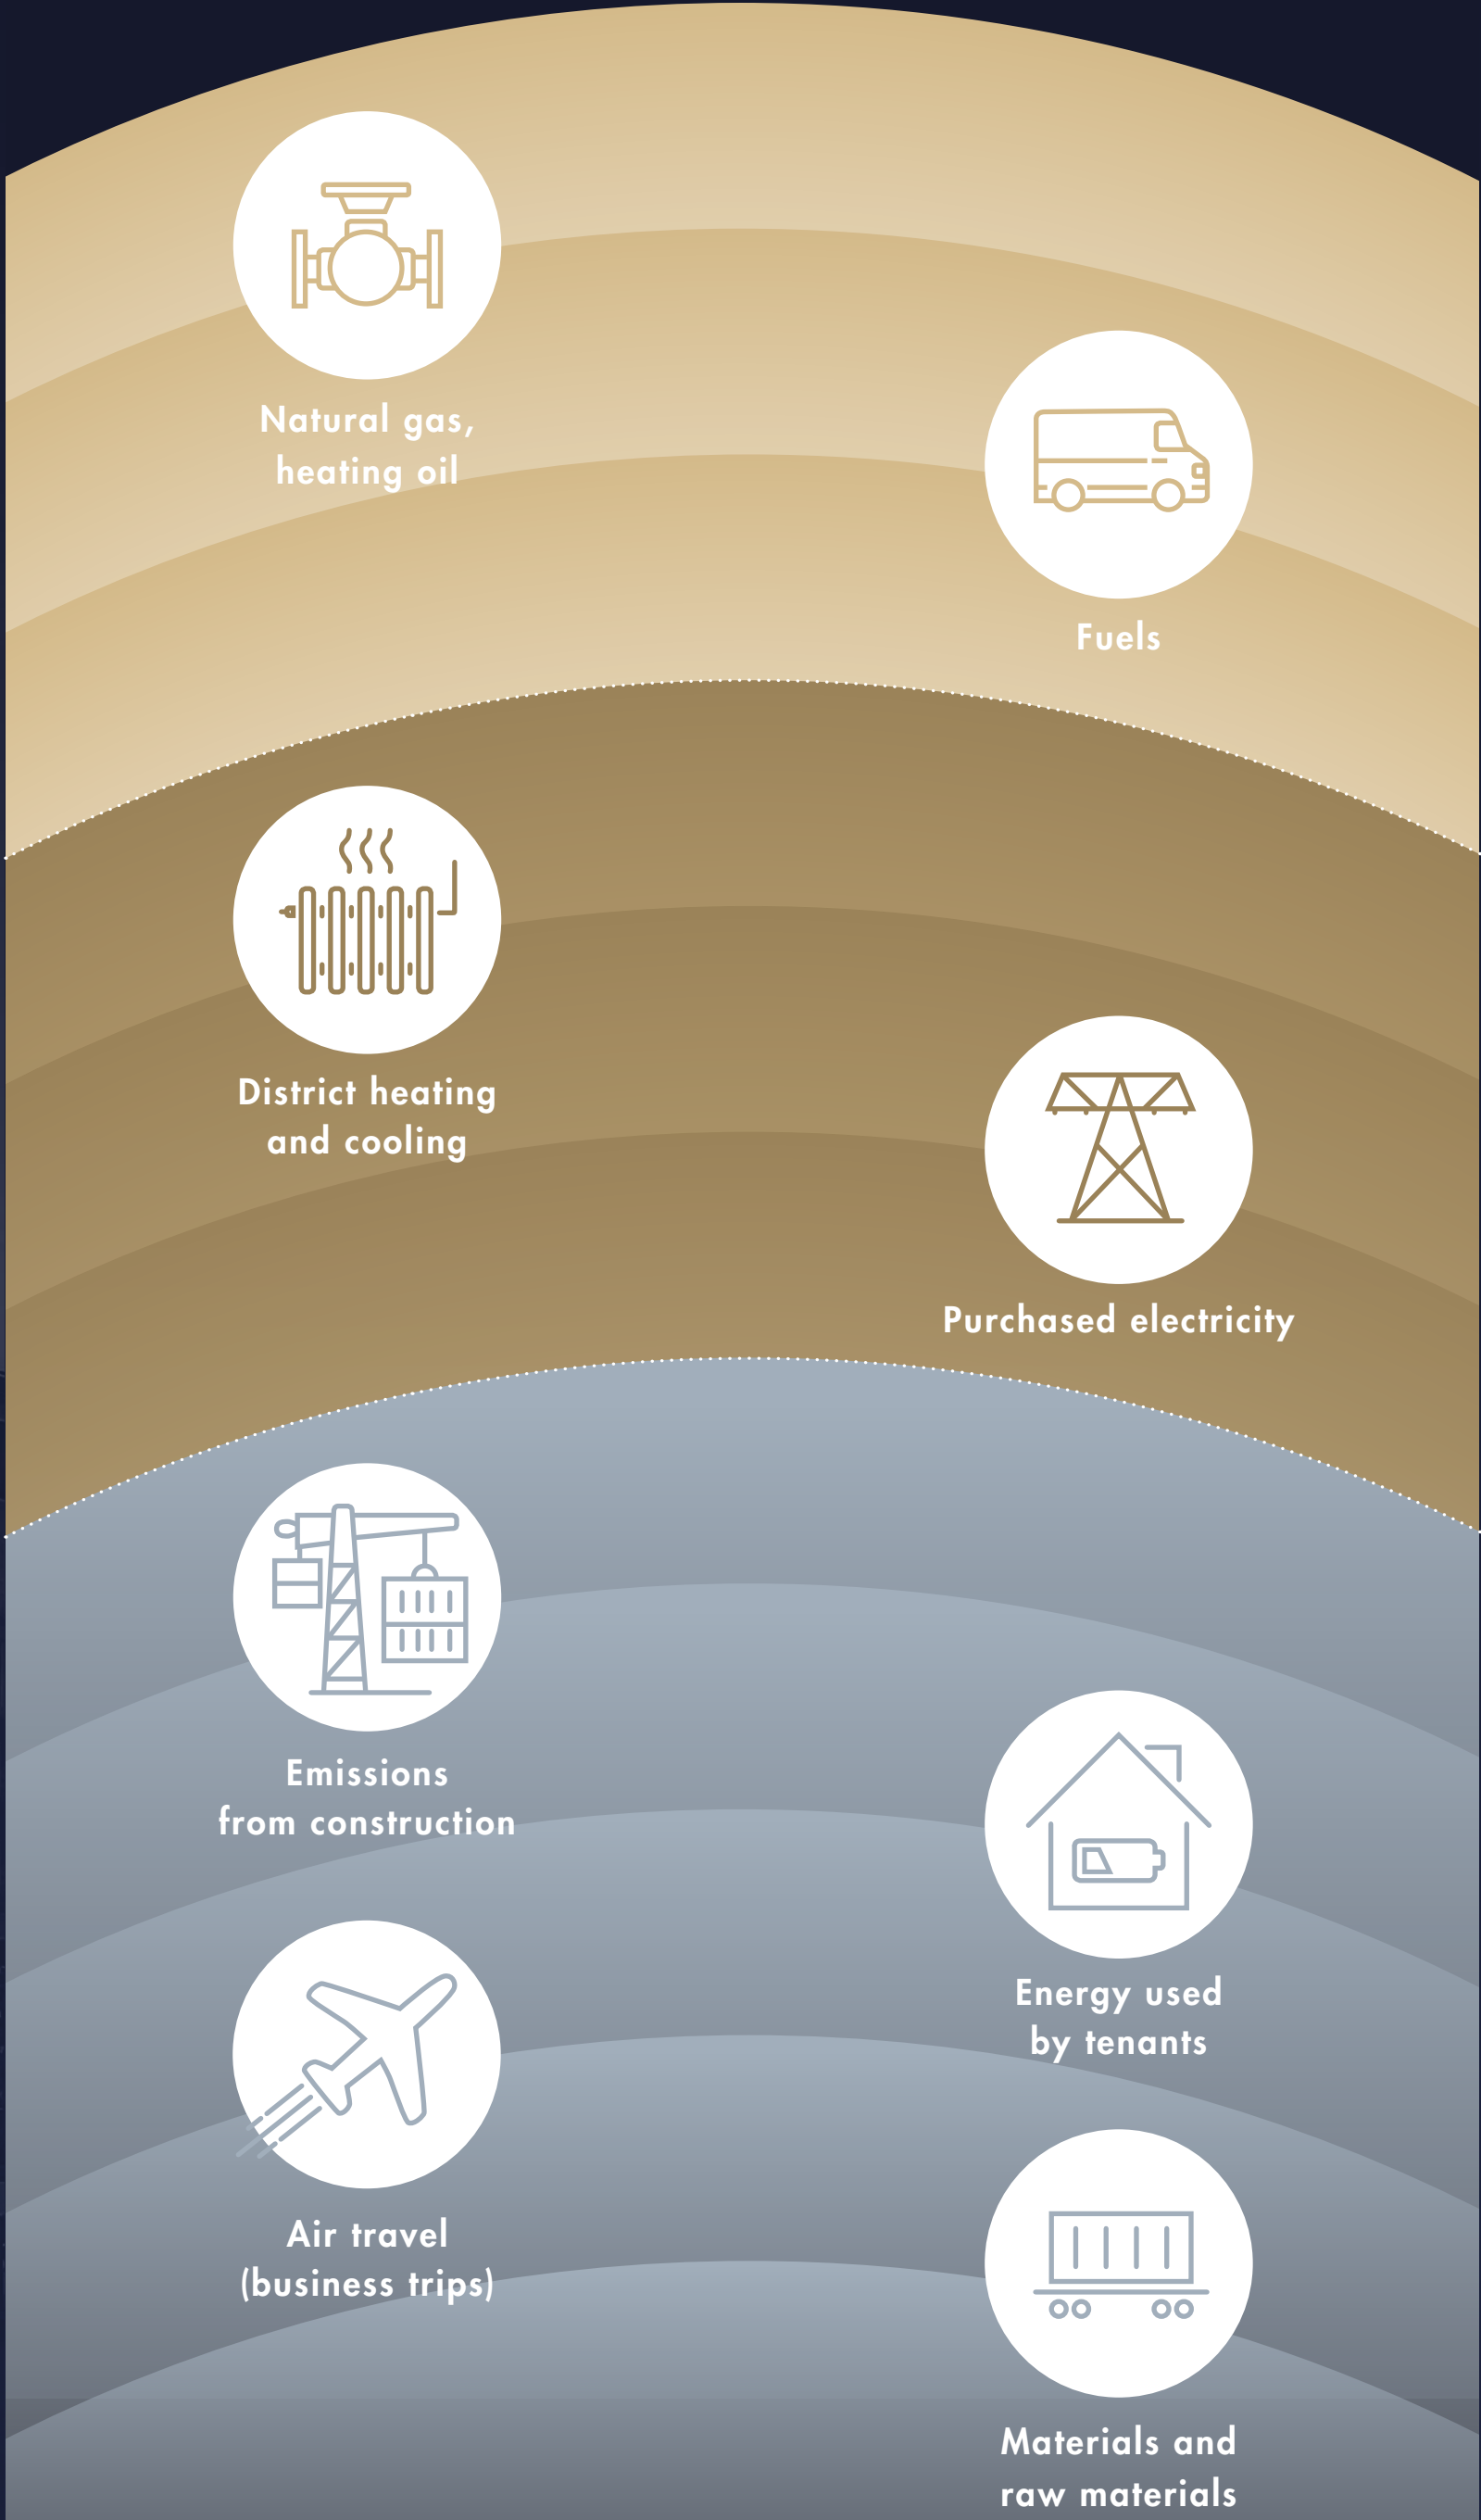 Natural gas,
heating oil
Fuels
District heating
and cooling
Purchased electricity
Emissions
from construction
Energy used
by tenants
Air travel
(business trips)
Materials and
raw materials